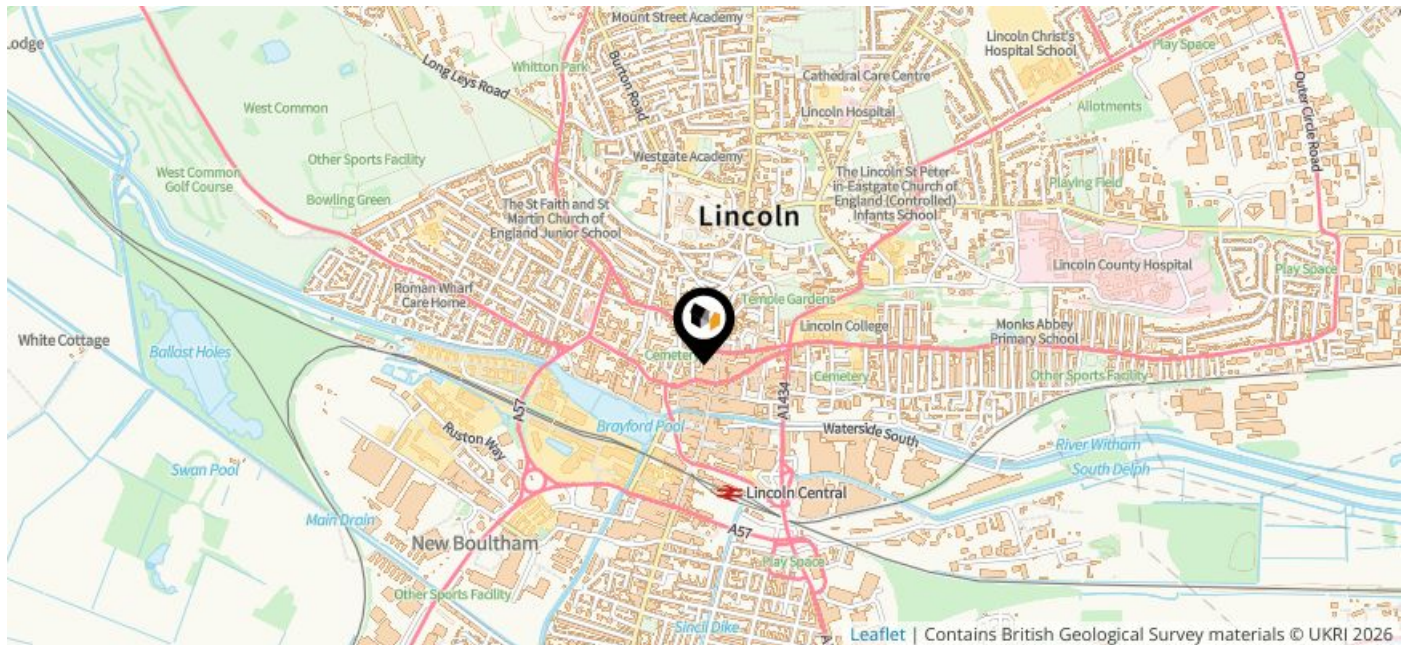 Mount Street Academy
Lincoln Christ's
Hospital School
Play Space
Lodge
Long Leys Road
Whitton Park
Burton Road
Cathedral Care Centre
Outer Circle Road
West Common
Lincoln Hospital
Allotments
Other Sports Facility
Westgate Academy
West Common
Golf Course
The Lincoln St Peter
-in-Eastgate Church of
England (Controlled)
Infants School
Playing Field
Bowling Green
The St Faith and St
Martin Church of
England Junior School
Lincoln
Lincoln County Hospital
Play Space
Roman Wharf
Care Home
Temple Gardens
White Cottage
Ballast Holes
Lincoln College
Monks Abbey
Primary School
Cemetery
Cemetery
Other Sports Facility
A57
A1434
Brayford Pool
Waterside South
Ruston Way
River Witham
South Delph
Swan Pool
Lincoln Central
Main Drain
A57
New Boultham
Play Space
Other Sports Facility
Sincil Dike
Leaflet | Contains British Geological Survey materials © UKRI 2026